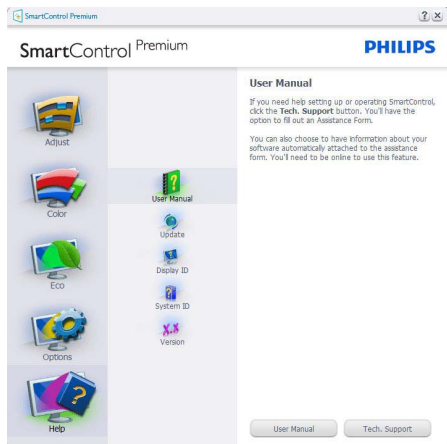 SmartControl Premium
? x
SmartControl Premium
PHILIPS
Adjust
Color
Eco
Options
Help
User Manual
Update
Display ID
System ID
X.X
Version
User Manual
If you need help setting up or operating SmartControl,
click the Tech. Support button. You'll have the
option to fill out an Assistance Form.
You can also choose to have information about your
software automatically attached to the assistance
form. You'll need to be online to use this feature.
User Manual
Tech. Support